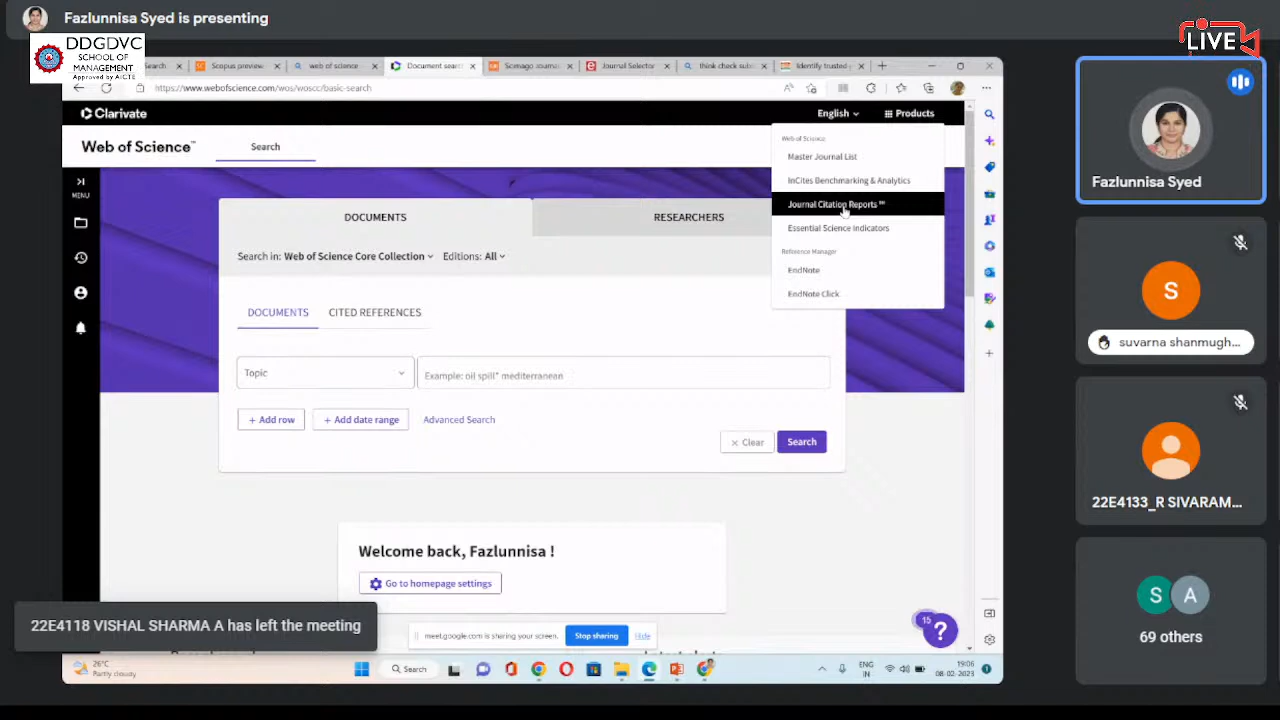 Fazlunnisa Syed is presenting
LIVE
DDGDVC
SCHOOL OF
MANAGEMENT
Approved by AICTE
Search
Scopus preview
web of science
Document searc
Scimago Journa
Journal Selector
think check sub
Identify trusted
https://www.webofscience.com/wos/woscc/basic-search
Clarivate
English
Products
Web of Science™
Search
MENU
Web of Science
Master Journal List
InCites Benchmarking & Analytics
Journal Citation Reports ™
Essential Science Indicators
Reference Manager
EndNote
EndNote Click
DOCUMENTS
RESEARCHERS
Search in: Web of Science Core Collection
Editions: All
DOCUMENTS
CITED REFERENCES
Topic
Example: oil spill* mediterranean
+ Add row
+ Add date range
Advanced Search
× Clear
Search
Welcome back, Fazlunnisa !
Go to homepage settings
15
?
meet.google.com is sharing your screen.
Stop sharing
Hide
22E4118 VISHAL SHARMA A has left the meeting
26°C
Partly cloudy
Search
ENG
IN
19:06
08-02-2023
Fazlunnisa Syed
S
suvarna shanmugh...
22E4133_R SIVARAM...
S
A
69 others